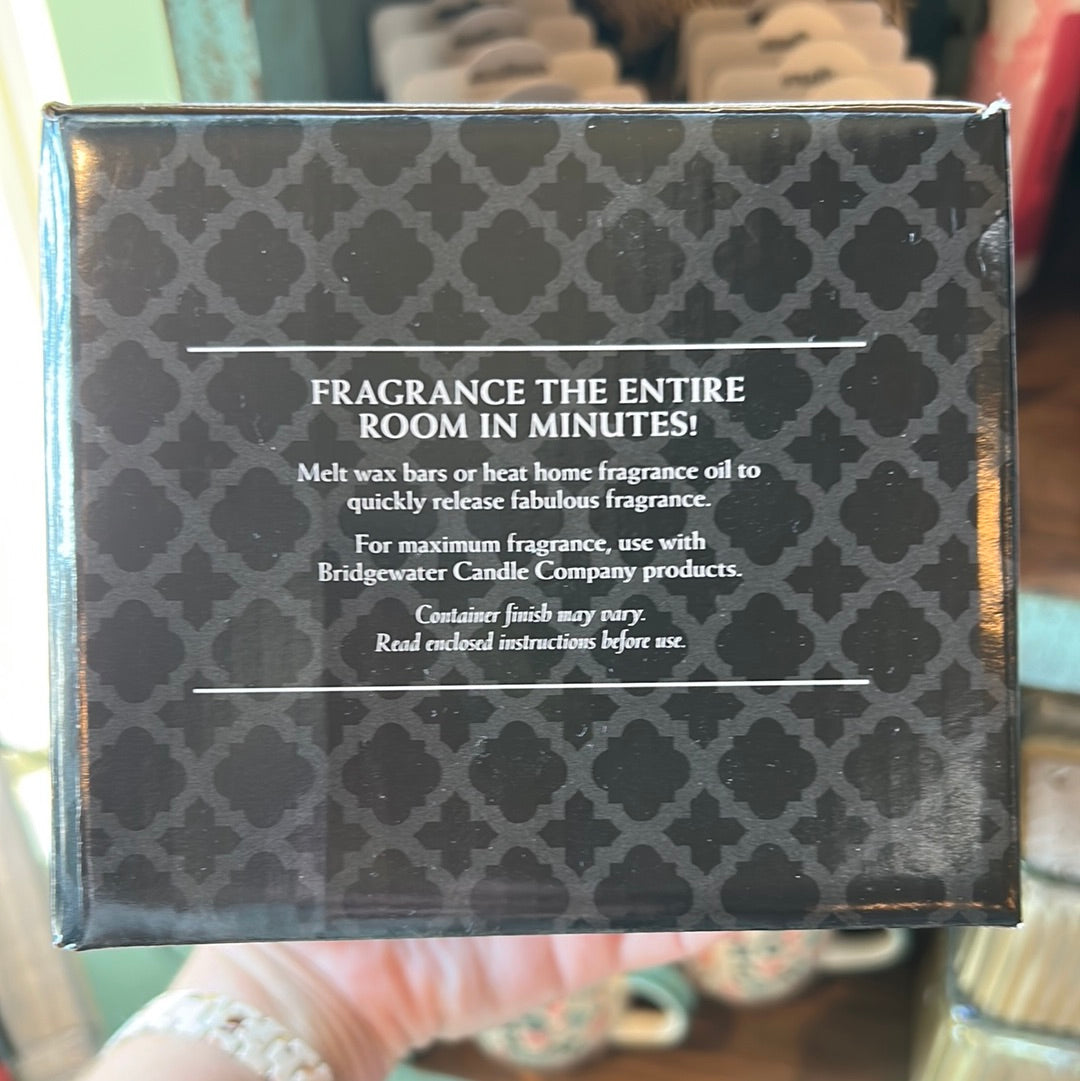 FRAGRANCE THE ENTIRE
ROOM IN MINUTES!
Melt wax bars or heat home fragrance oil to
quickly release fabulous fragrance.
For maximum fragrance, use with
Bridgewater Candle Company products.
Container finish may vary.
Read enclosed instructions before use.